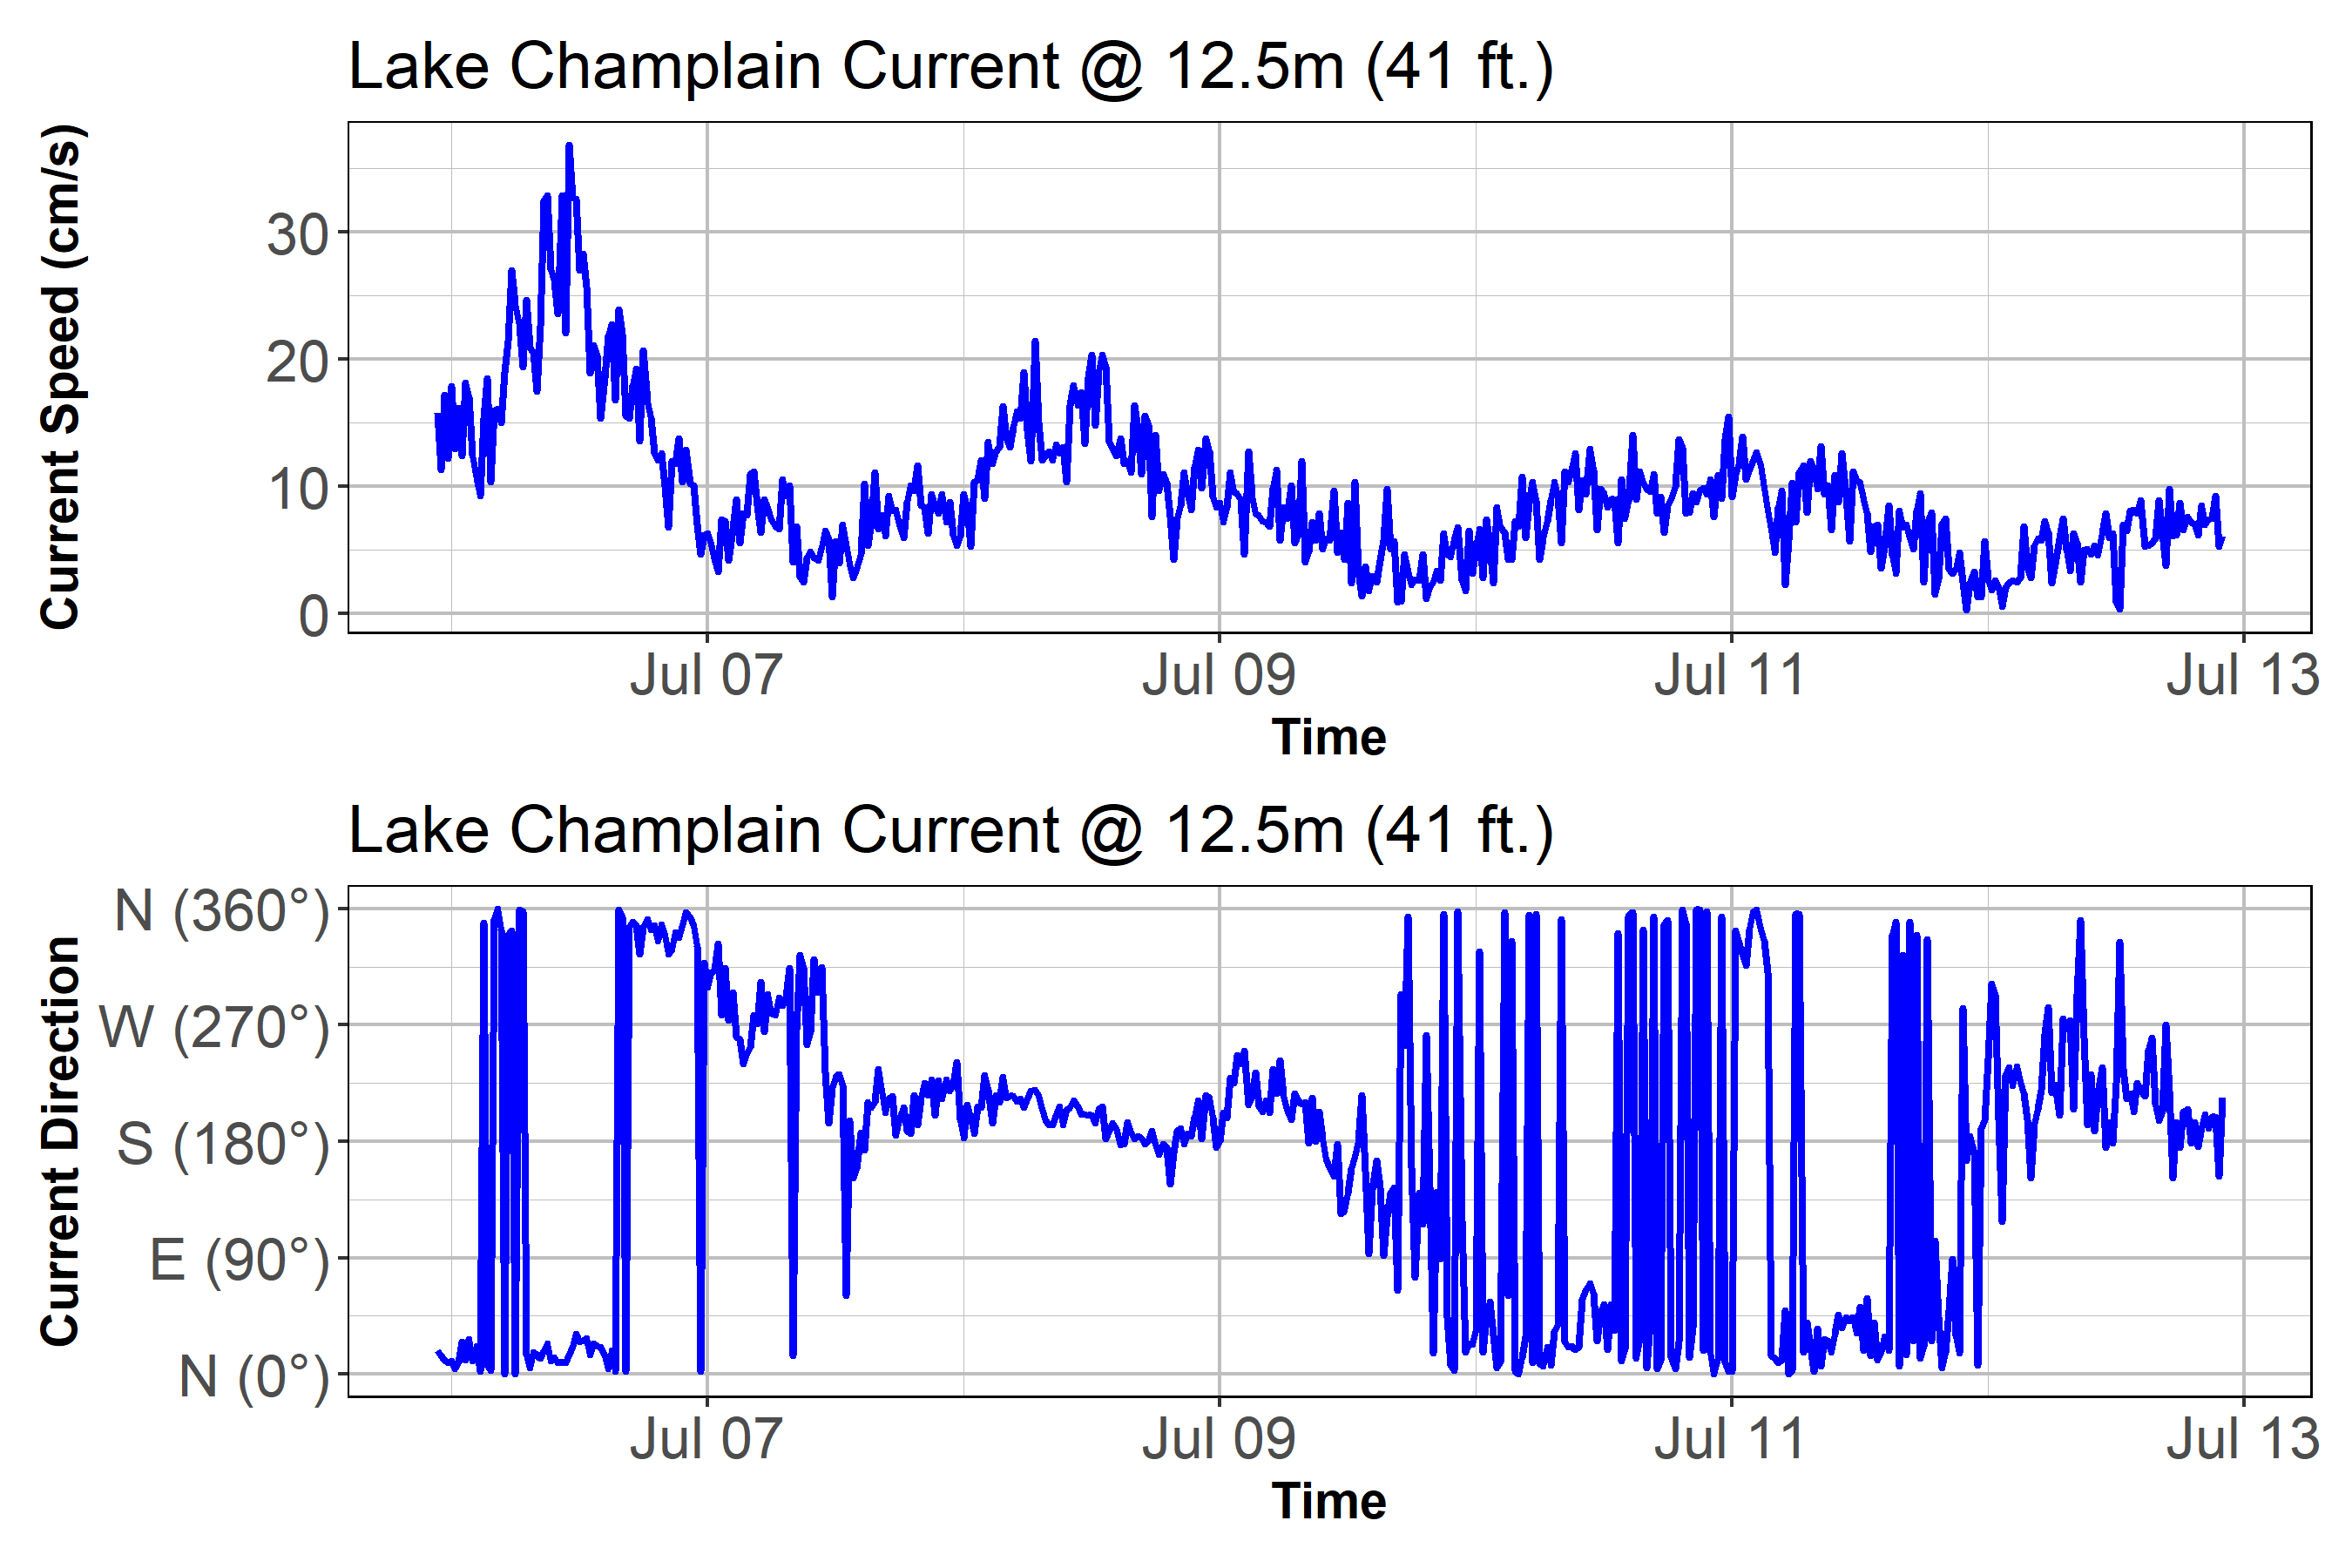 Lake Champlain Current @ 12.5m (41 ft.)
Current Speed (cm/s)
30
20
10
0
Jul 07 Jul 09 Jul 11 Jul 13
Time
Lake Champlain Current @ 12.5m (41 ft.)
Current Direction
N (360°)
W (270°)
S (180°)
E (90°)
N (0°)
Jul 07 Jul 09 Jul 11 Jul 13
Time